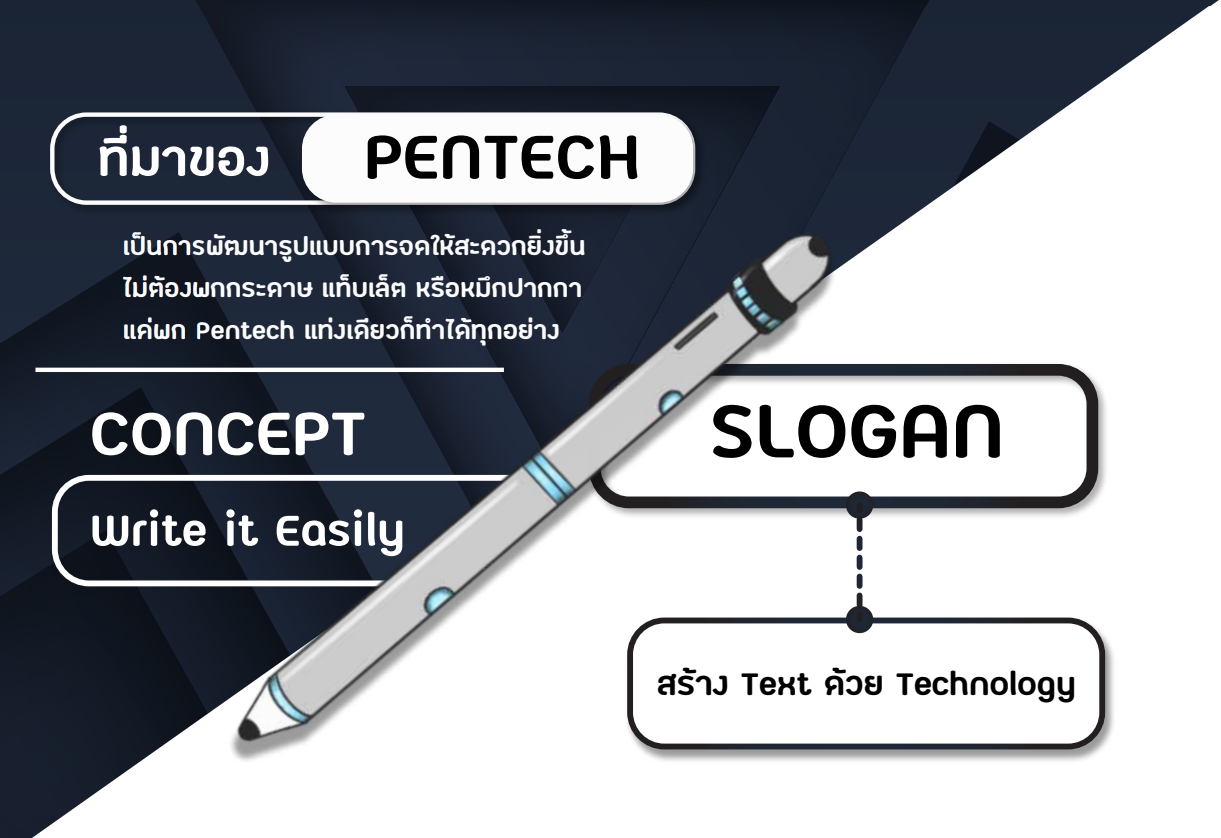 ที่มาของ PENTECH
เป็นการพัฒนารูปแบบการจดให้สะดวกยิ่งขึ้น
ไม่ต้องพกกระดาษ แท็บเล็ต หรือหมึกปากกา
แค่พก Pentech แท่งเดียวก็ทำได้ทุกอย่าง
CONCEPT
Write it Easily
SLOGAN
สร้าง Text ด้วย Technology